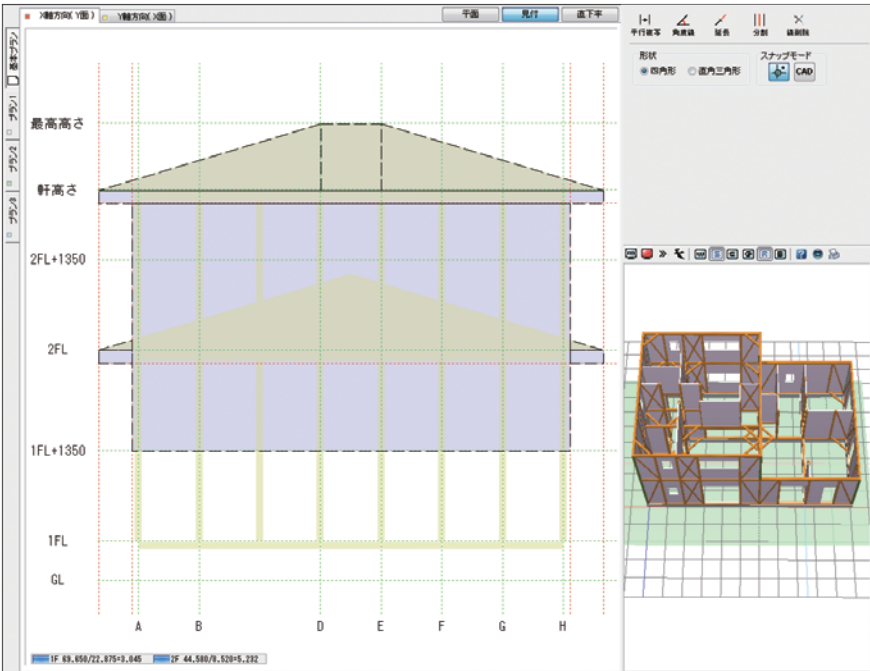 X軸方向(Y面)
Y軸方向(X面)
平面
見付
直下率
基本プラン
プラン1
プラン2
プラン3
平行複写
角度線
延長
分割
線削除
形状
四角形
直角三角形
スナップモード
CAD
最高高さ
軒高さ
2FL+1350
2FL
1FL+1350
1FL
GL
A B D E F G H
1F 69.650/22.875=3.045
2F 44.580/8.520=5.232